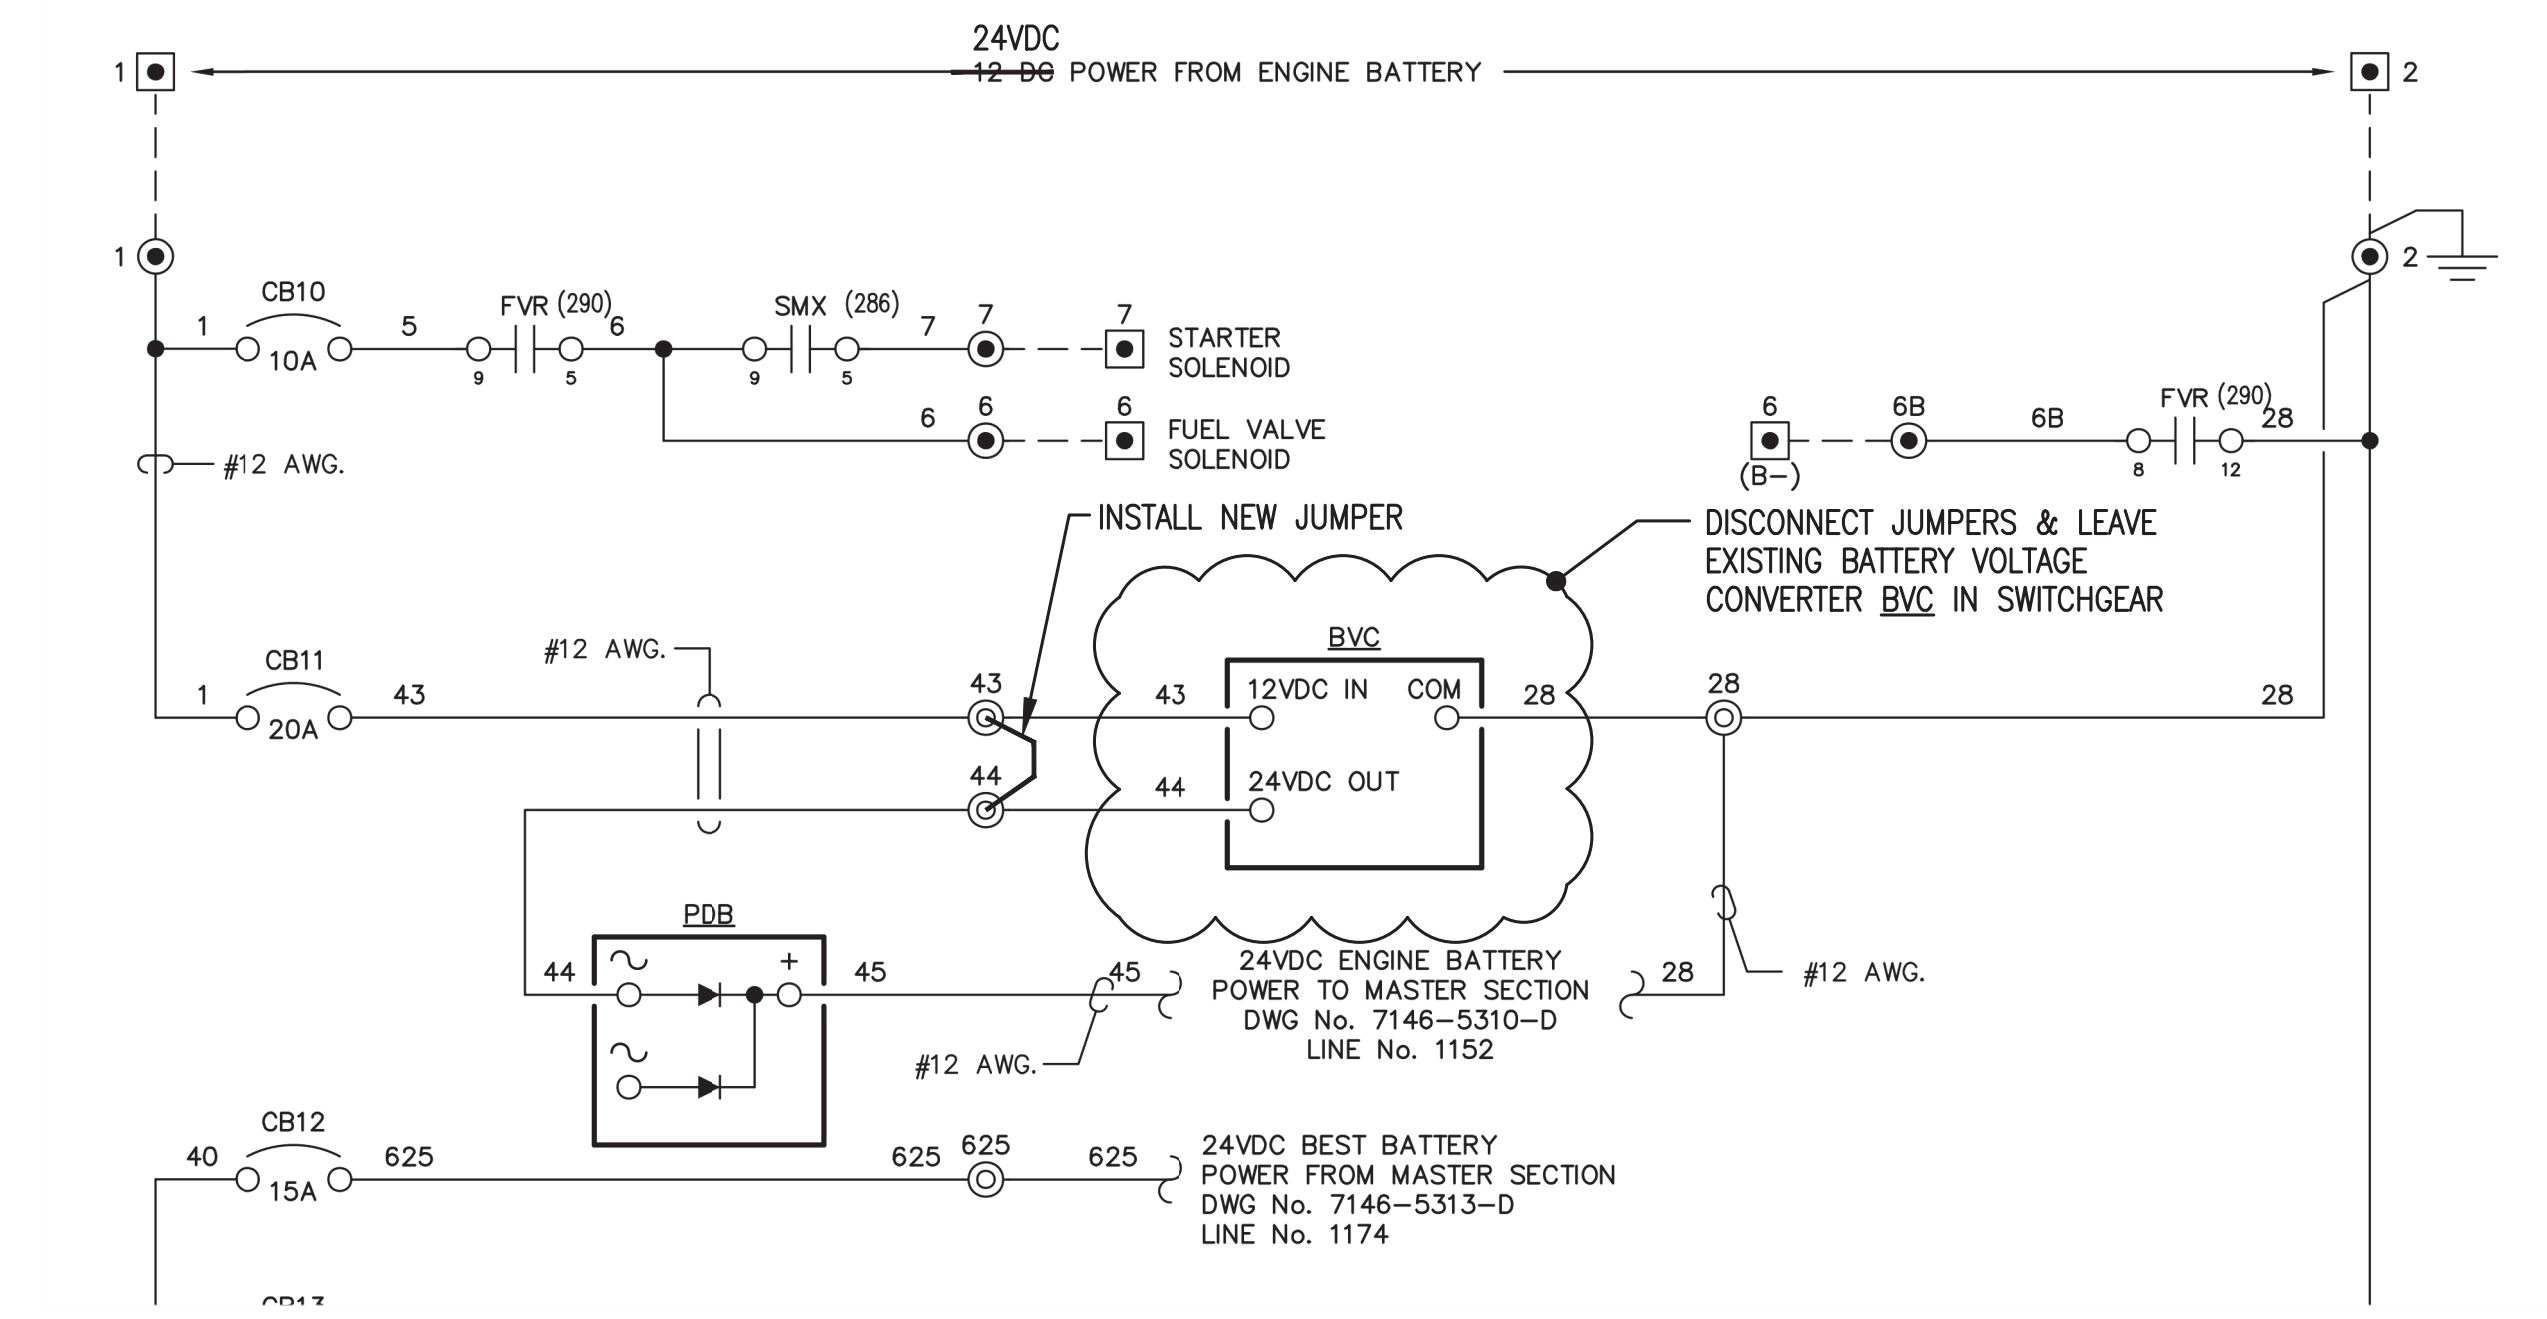 24VDC
1 12 DC POWER FROM ENGINE BATTERY 2
1 2
CB10 FVR (290) SMX (286) 7 7
1 5 6 7 STARTER
10A SOLENOID
9 5 9 5
6 6 6 FUEL VALVE
SOLENOID
6 6B 6B FVR (290) 28
(B-) 8 12
#12 AWG.
INSTALL NEW JUMPER
DISCONNECT JUMPERS & LEAVE
EXISTING BATTERY VOLTAGE
CONVERTER BVC IN SWITCHGEAR
#12 AWG.
BVC
CB11
1 43 43 43 12VDC IN COM 28 28 28
20A
44 44 24VDC OUT
PDB
44 + 45 45
24VDC ENGINE BATTERY
POWER TO MASTER SECTION
DWG No. 7146-5310-D
LINE No. 1152
28 #12 AWG.
#12 AWG.
CB12
40 625 625 625 625
15A
24VDC BEST BATTERY
POWER FROM MASTER SECTION
DWG No. 7146-5313-D
LINE No. 1174